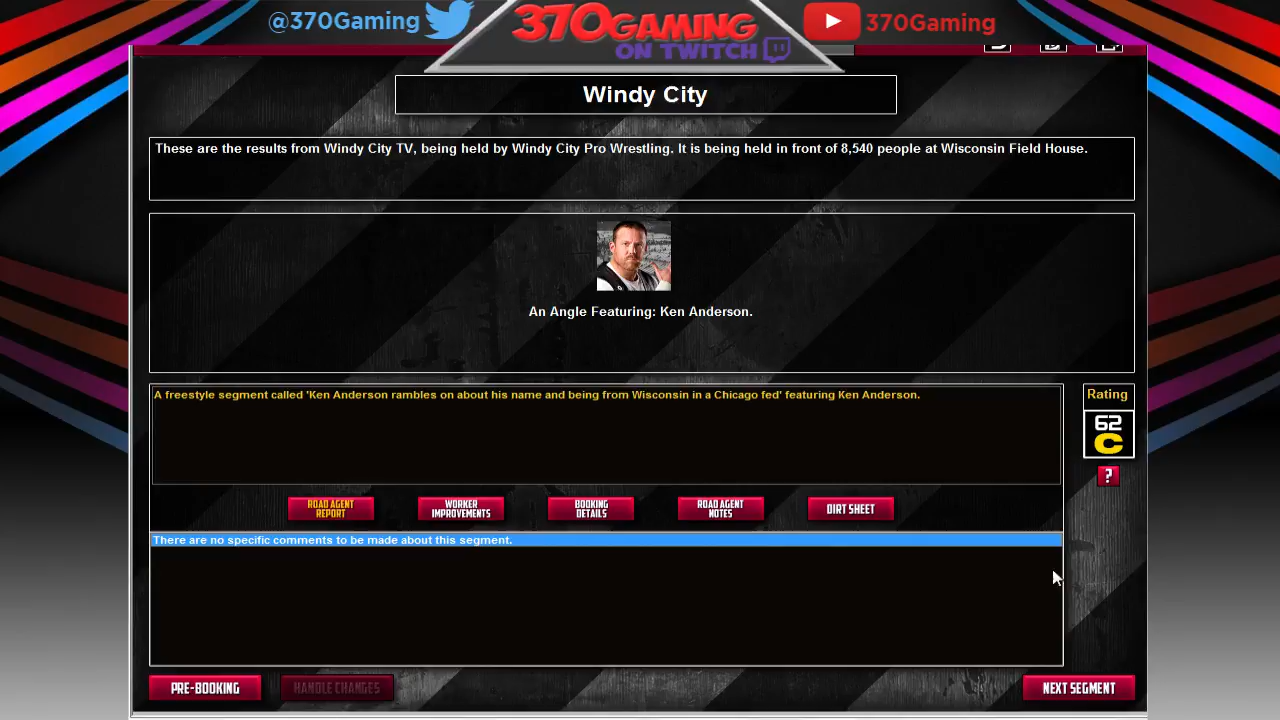 @370Gaming
370GAMING
ON TWITCH
370Gaming
Windy City
These are the results from Windy City TV, being held by Windy City Pro Wrestling. It is being held in front of 8,540 people at Wisconsin Field House.
An Angle Featuring: Ken Anderson.
A freestyle segment called 'Ken Anderson rambles on about his name and being from Wisconsin in a Chicago fed' featuring Ken Anderson.
Rating
62
C
?
ROAD AGENT
REPORT
WORKER
IMPROVEMENTS
BOOKING
DETAILS
ROAD AGENT
NOTES
DIRT SHEET
There are no specific comments to be made about this segment.
PRE-BOOKING
HANDLE CHANGES
NEXT SEGMENT